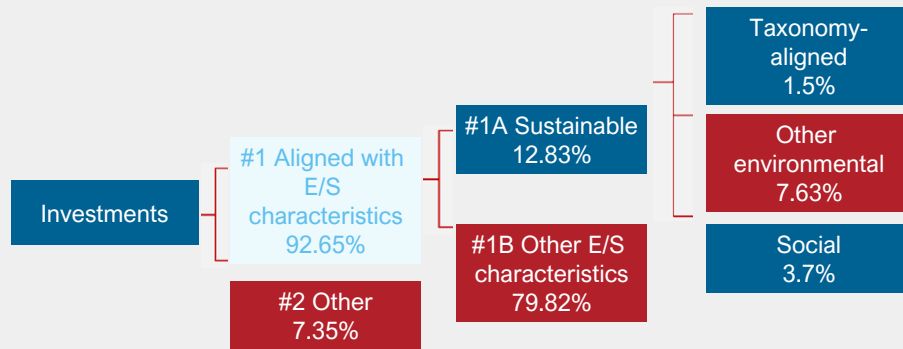 Investments
#1 Aligned with
E/S
characteristics
92.65%
#2 Other
7.35%
#1A Sustainable
12.83%
#1B Other E/S
characteristics
79.82%
Taxonomy-
aligned
1.5%
Other
environmental
7.63%
Social
3.7%